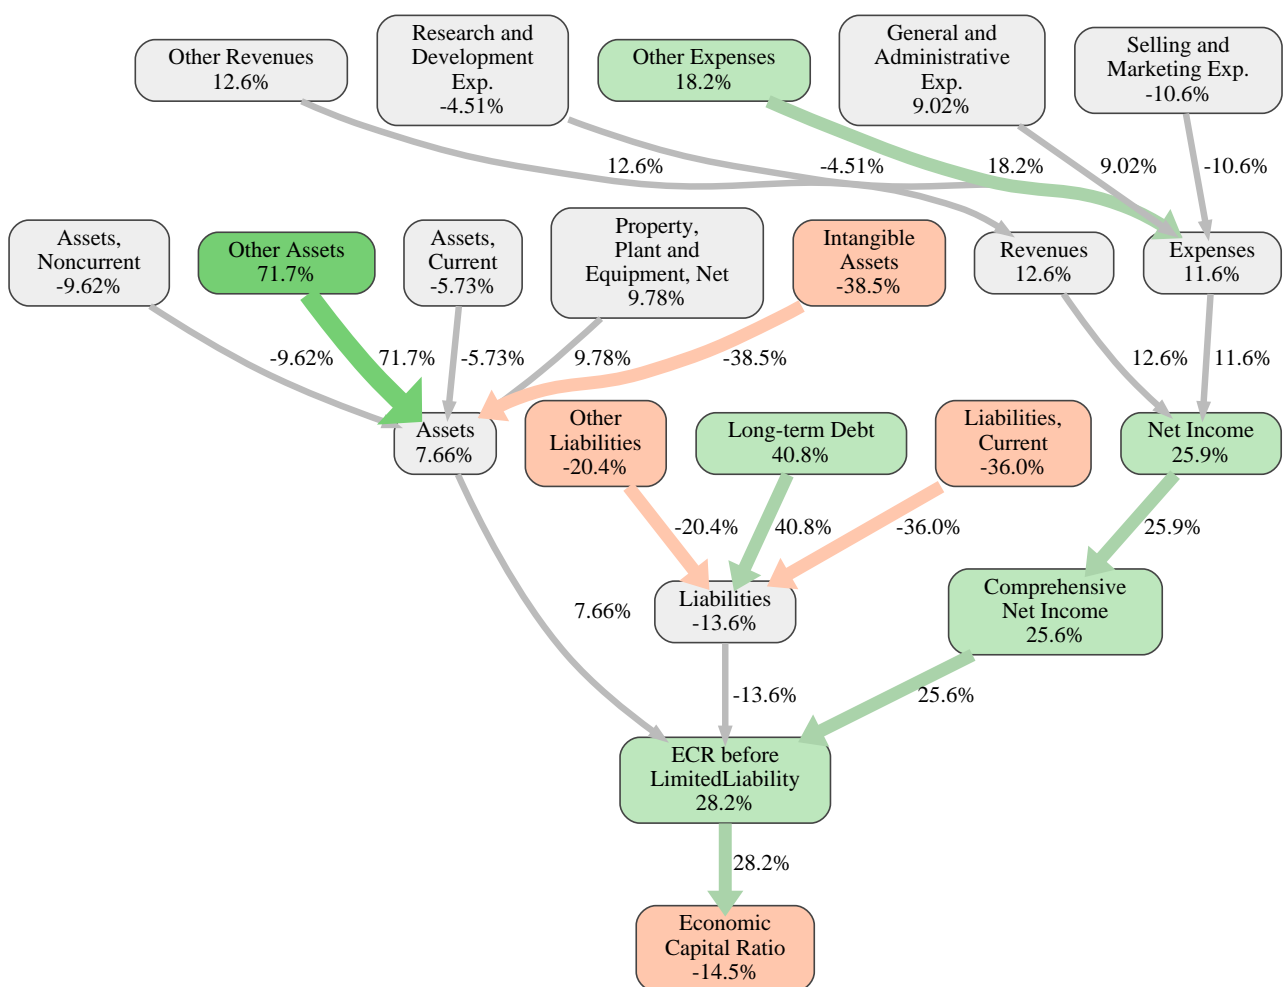 Other Revenues
12.6%
Research and
Development
Exp.
-4.51%
Other Expenses
18.2%
General and
Administrative
Exp.
9.02%
Selling and
Marketing Exp.
-10.6%
12.6%
-4.51%
18.2%
9.02%
-10.6%
Assets,
Noncurrent
-9.62%
Other Assets
71.7%
Assets,
Current
-5.73%
Property,
Plant and
Equipment, Net
9.78%
Intangible
Assets
-38.5%
Revenues
12.6%
Expenses
11.6%
-9.62%
71.7%
-5.73%
9.78%
-38.5%
12.6%
11.6%
Assets
7.66%
Other
Liabilities
-20.4%
Long-term Debt
40.8%
Liabilities,
Current
-36.0%
Net Income
25.9%
-20.4%
40.8%
-36.0%
25.9%
7.66%
Liabilities
-13.6%
Comprehensive
Net Income
25.6%
-13.6%
25.6%
ECR before
LimitedLiability
28.2%
28.2%
Economic
Capital Ratio
-14.5%